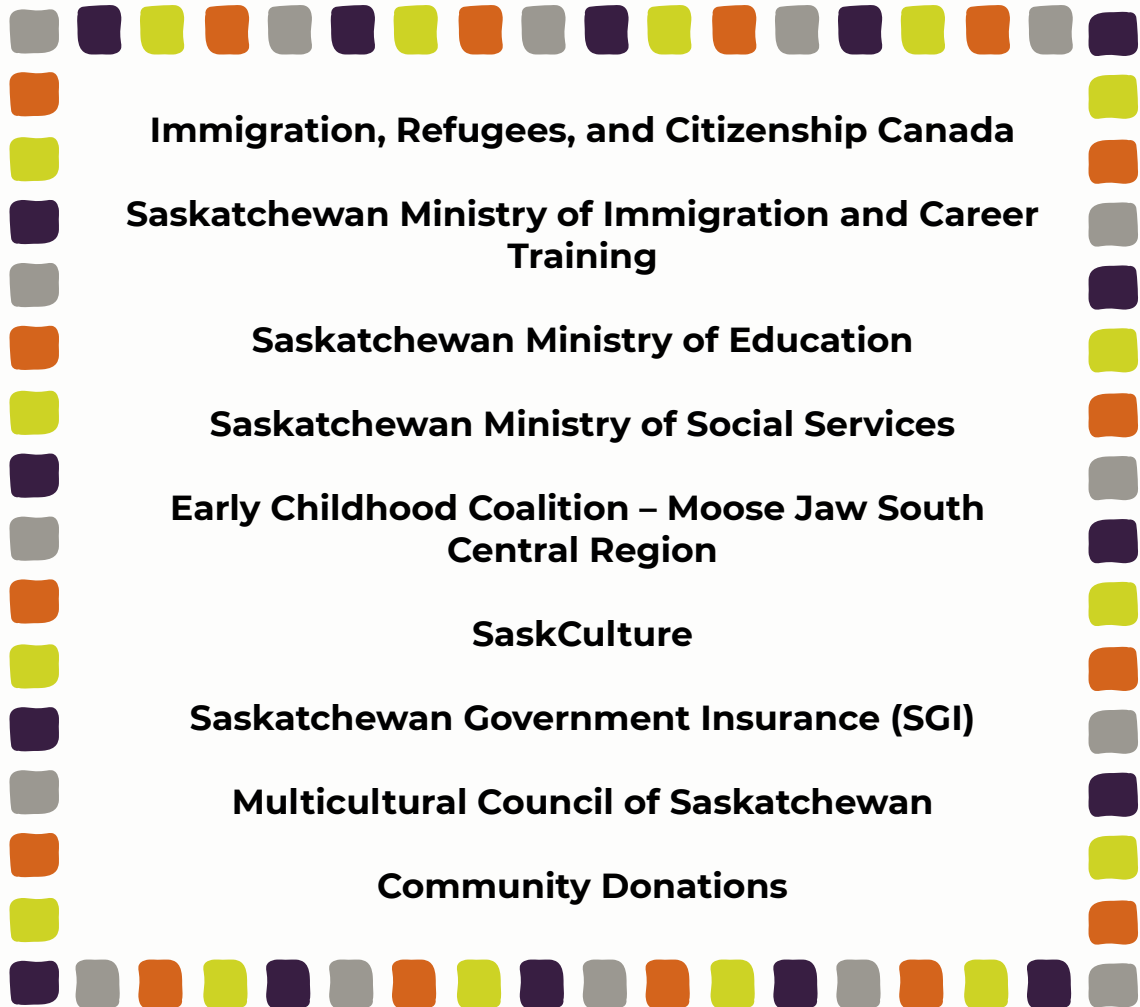 Immigration, Refugees, and Citizenship Canada
Saskatchewan Ministry of Immigration and Career
Training
Saskatchewan Ministry of Education
Saskatchewan Ministry of Social Services
Early Childhood Coalition – Moose Jaw South
Central Region
SaskCulture
Saskatchewan Government Insurance (SGI)
Multicultural Council of Saskatchewan
Community Donations